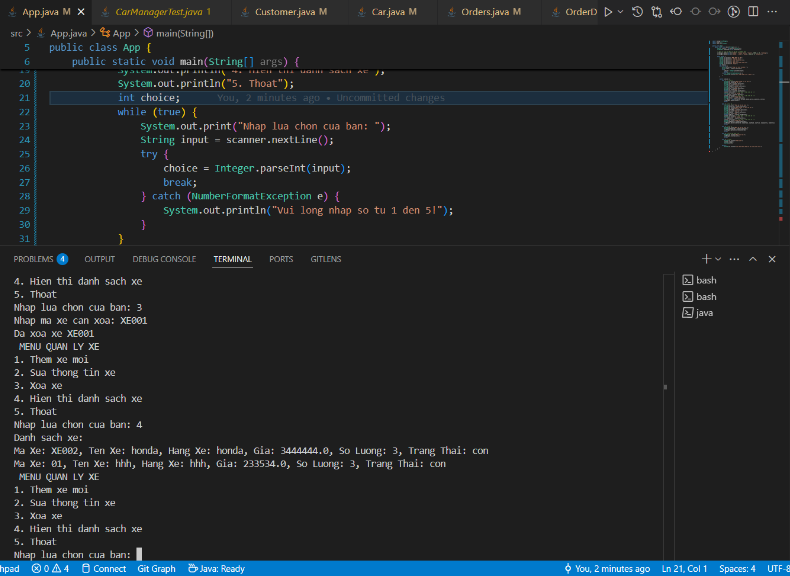 App.java M
CarManagerTest.java 1
Customer.java M
Car.java M
Orders.java M
OrderD
src > App.java > App > main(String[])
5 public class App {
6 public static void main(String[] args) {
19 System.out.println("4. Hien thi danh sach xe");
20 System.out.println("5. Thoat");
21 int choice; You, 2 minutes ago • Uncommitted changes
22 while (true) {
23 System.out.print("Nhap lua chon cua ban: ");
24 String input = scanner.nextLine();
25 try {
26 choice = Integer.parseInt(input);
27 break;
28 } catch (NumberFormatException e) {
29 System.out.println("Vui long nhap so tu 1 den 5!");
30 }
31 }
PROBLEMS 4 OUTPUT DEBUG CONSOLE TERMINAL PORTS GITLENS
4. Hien thi danh sach xe
5. Thoat
Nhap lua chon cua ban: 3
Nhap ma xe can xoa: XE001
Da xoa xe XE001
MENU QUAN LY XE
1. Them xe moi
2. Sua thong tin xe
3. Xoa xe
4. Hien thi danh sach xe
5. Thoat
Nhap lua chon cua ban: 4
Danh sach xe:
Ma Xe: XE002, Ten Xe: honda, Hang Xe: honda, Gia: 3444444.0, So Luong: 3, Trang Thai: con
Ma Xe: 01, Ten Xe: hhh, Hang Xe: hhh, Gia: 233534.0, So Luong: 3, Trang Thai: con
MENU QUAN LY XE
1. Them xe moi
2. Sua thong tin xe
3. Xoa xe
4. Hien thi danh sach xe
5. Thoat
Nhap lua chon cua ban:
bash
bash
java
hpad 0 4 Connect Git Graph Java: Ready You, 2 minutes ago Ln 21, Col 1 Spaces: 4 UTF-8